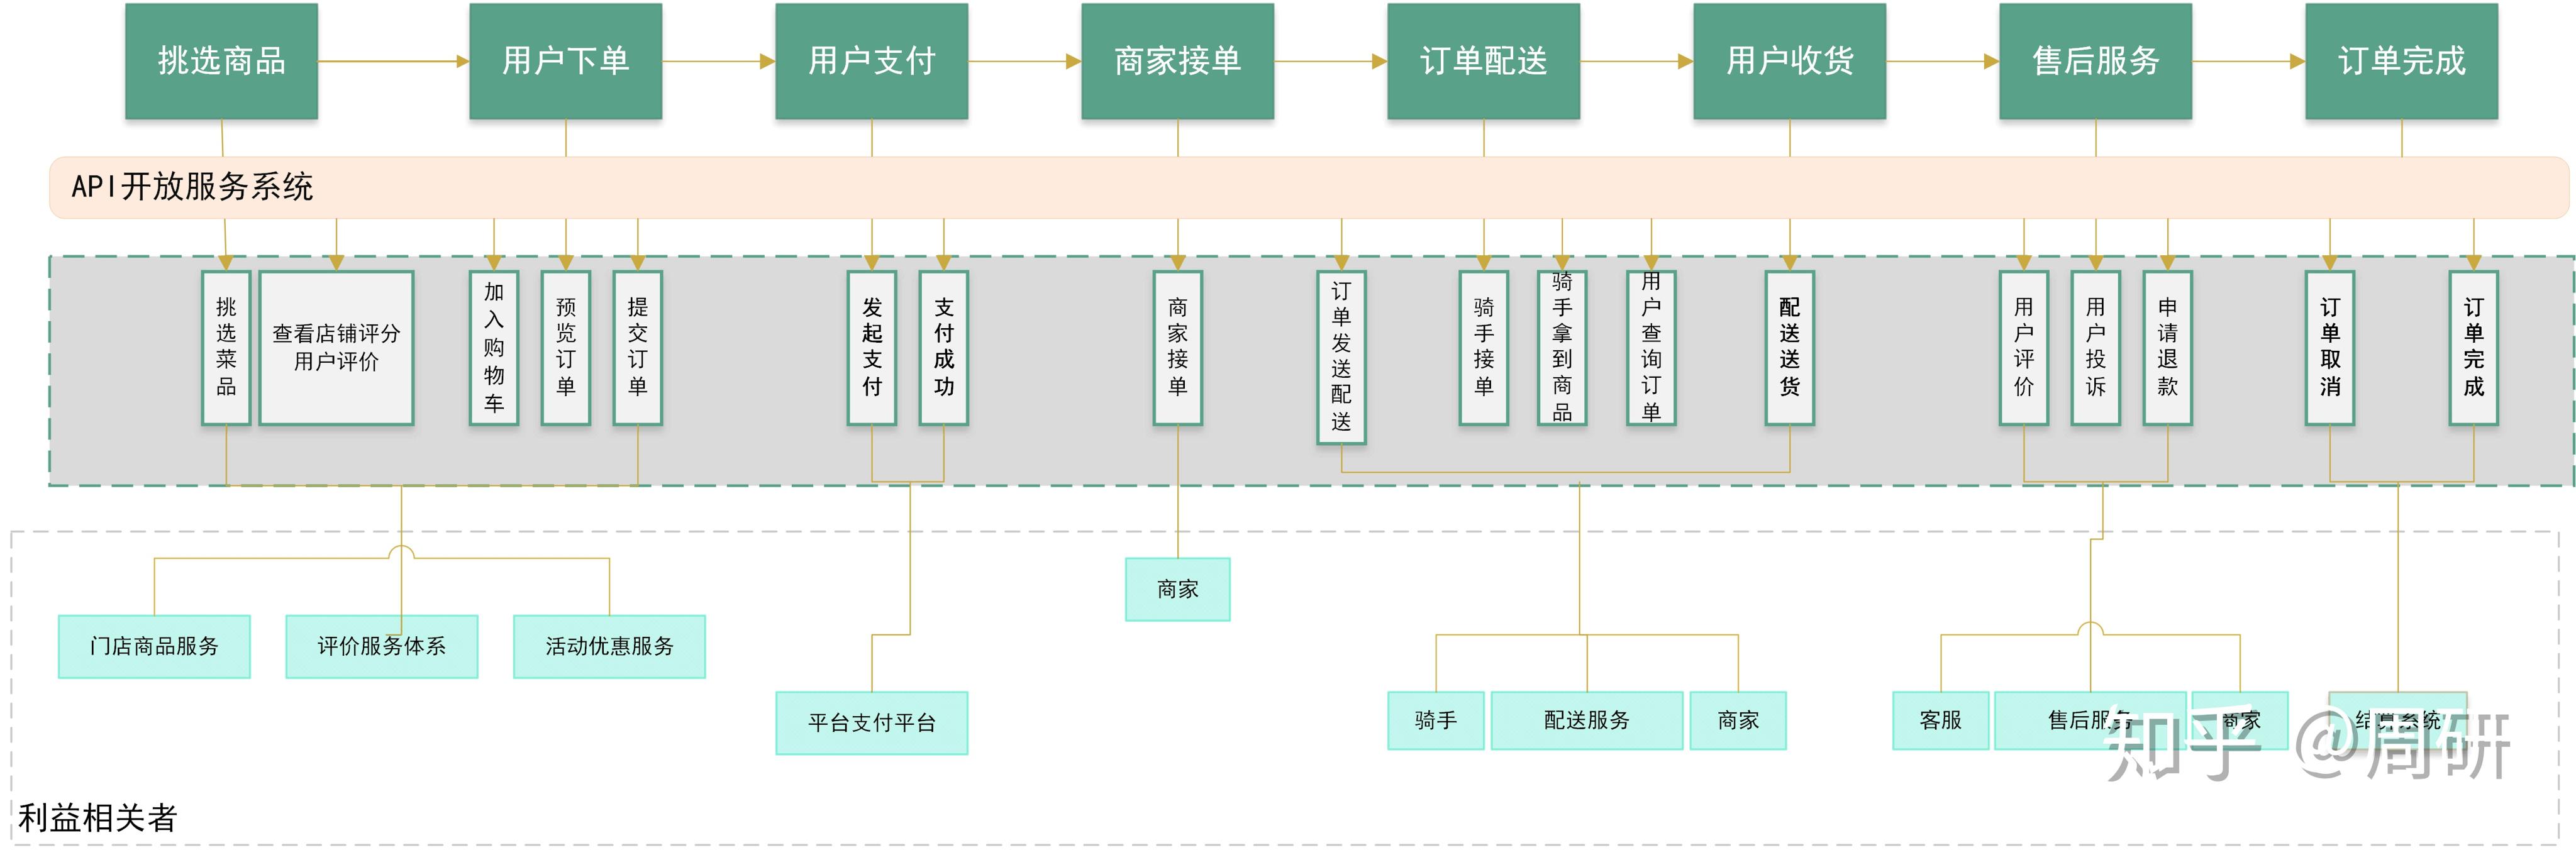 挑选商品
用户下单
用户支付
商家接单
订单配送
用户收货
售后服务
订单完成
API开放服务系统
挑选菜品
查看店铺评分
用户评价
加入购物车
预览订单
提交订单
发起支付
支付成功
商家接单
订单发送配送
骑手接单
骑手拿到商品
用户查询订单
配送送货
用户评价
用户投诉
申请退款
订单取消
订单完成
商家
门店商品服务
评价服务体系
活动优惠服务
平台支付平台
骑手
配送服务
商家
客服
售后服务
商家
结算系统
知乎 @周研
利益相关者